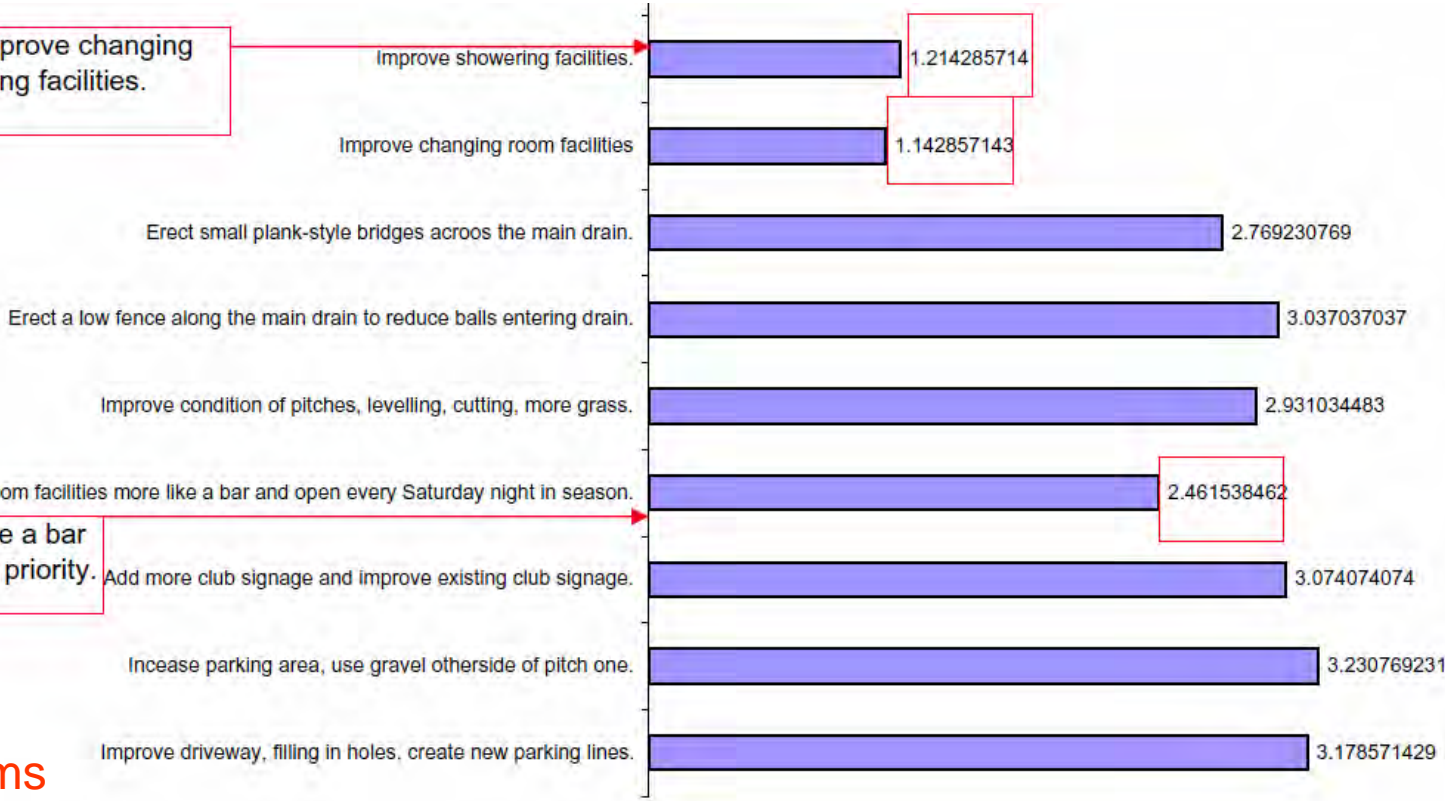 prove changing
ng facilities.
Improve showering facilities.
1.214285714
Improve changing room facilities
1.142857143
Erect small plank-style bridges acroos the main drain.
2.769230769
Erect a low fence along the main drain to reduce balls entering drain.
3.037037037
Improve condition of pitches, levelling, cutting, more grass.
2.931034483
om facilities more like a bar and open every Saturday night in season.
2.461538462
e a bar
priority.
Add more club signage and improve existing club signage.
3.074074074
Incease parking area, use gravel otherside of pitch one.
3.230769231
Improve driveway, filling in holes. create new parking lines.
3.178571429
ms